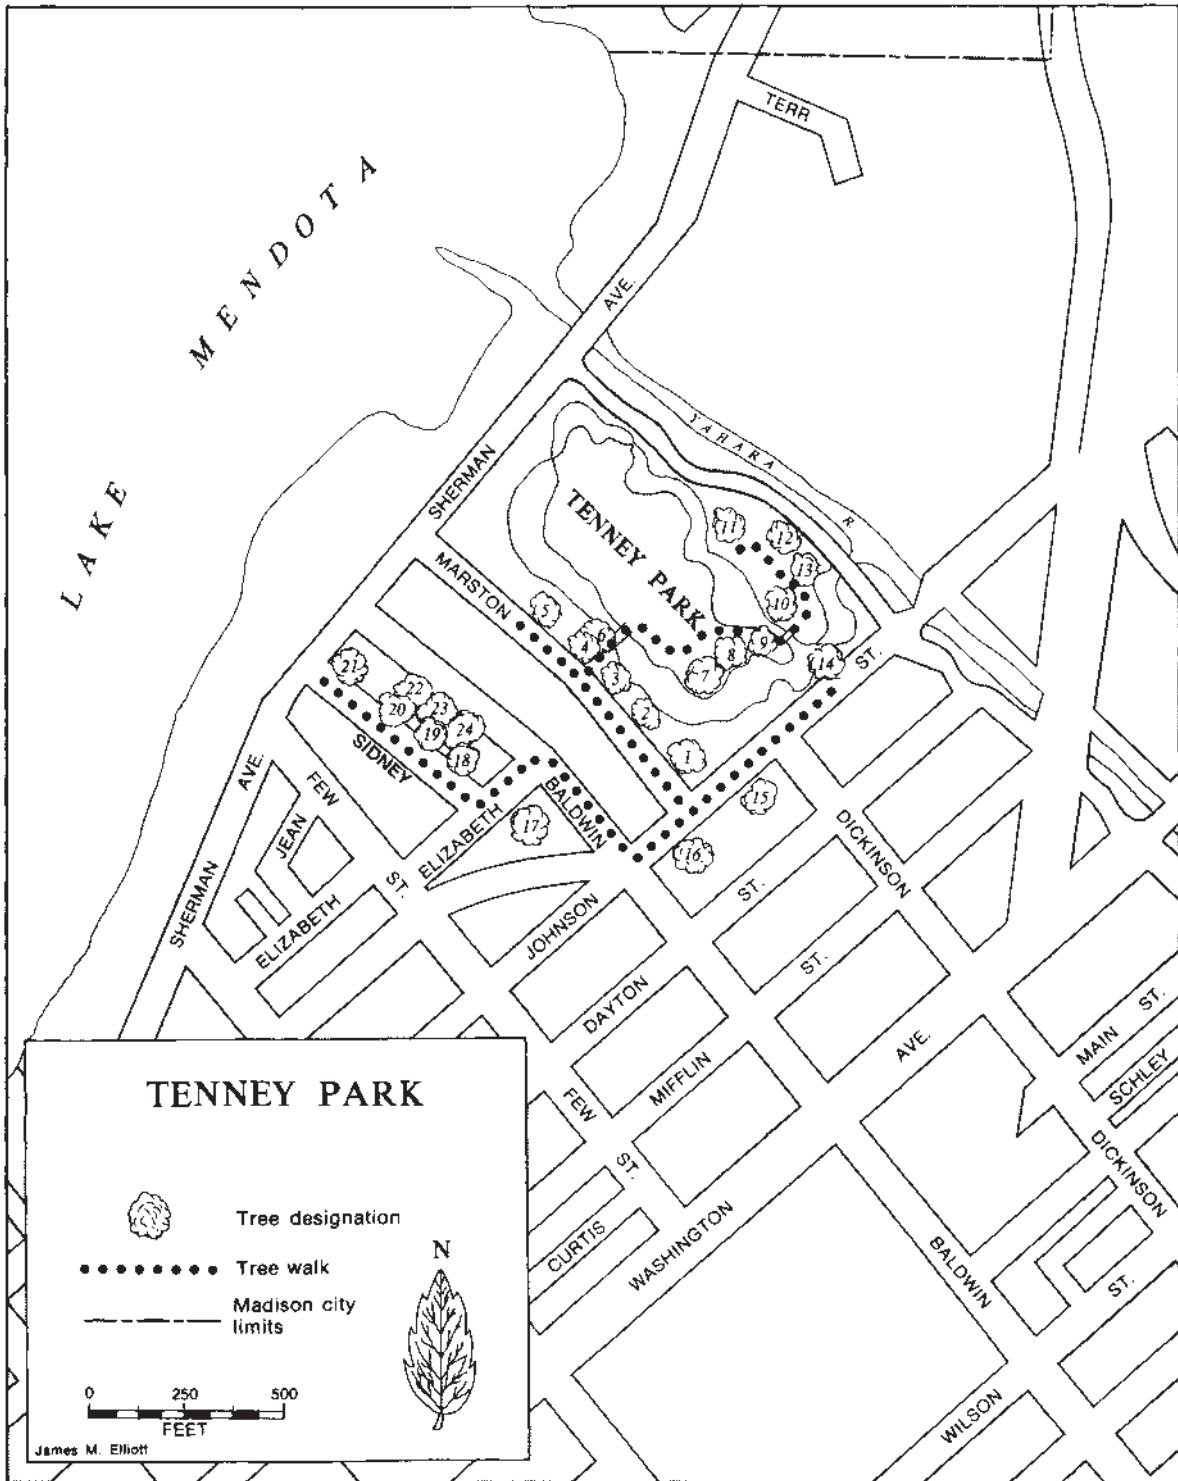 TERR
LAKE MENDOTA
AVE.
YAHARA R.
SHERMAN
TENNEY PARK
MARSTON
11
12
13
10
5
6
4
9
8
14
7
3
2
1
ST.
21
22
20
23
24
19
18
SIDNEY
AVE.
FEW
BALDWIN
15
17
ELIZABETH
JEAN
16
DICKINSON
ST.
ST.
SHERMAN
ELIZABETH
JOHNSON
ST.
DAYTON
AVE.
MAIN ST.
MIFFLIN
SCHLEY
FEW
ST.
DICKINSON
CURTIS
WASHINGTON
BALDWIN
ST.
WILSON
TENNEY PARK
Tree designation
N
Tree walk
Madison city
limits
0 250 500
FEET
James M. Elliott